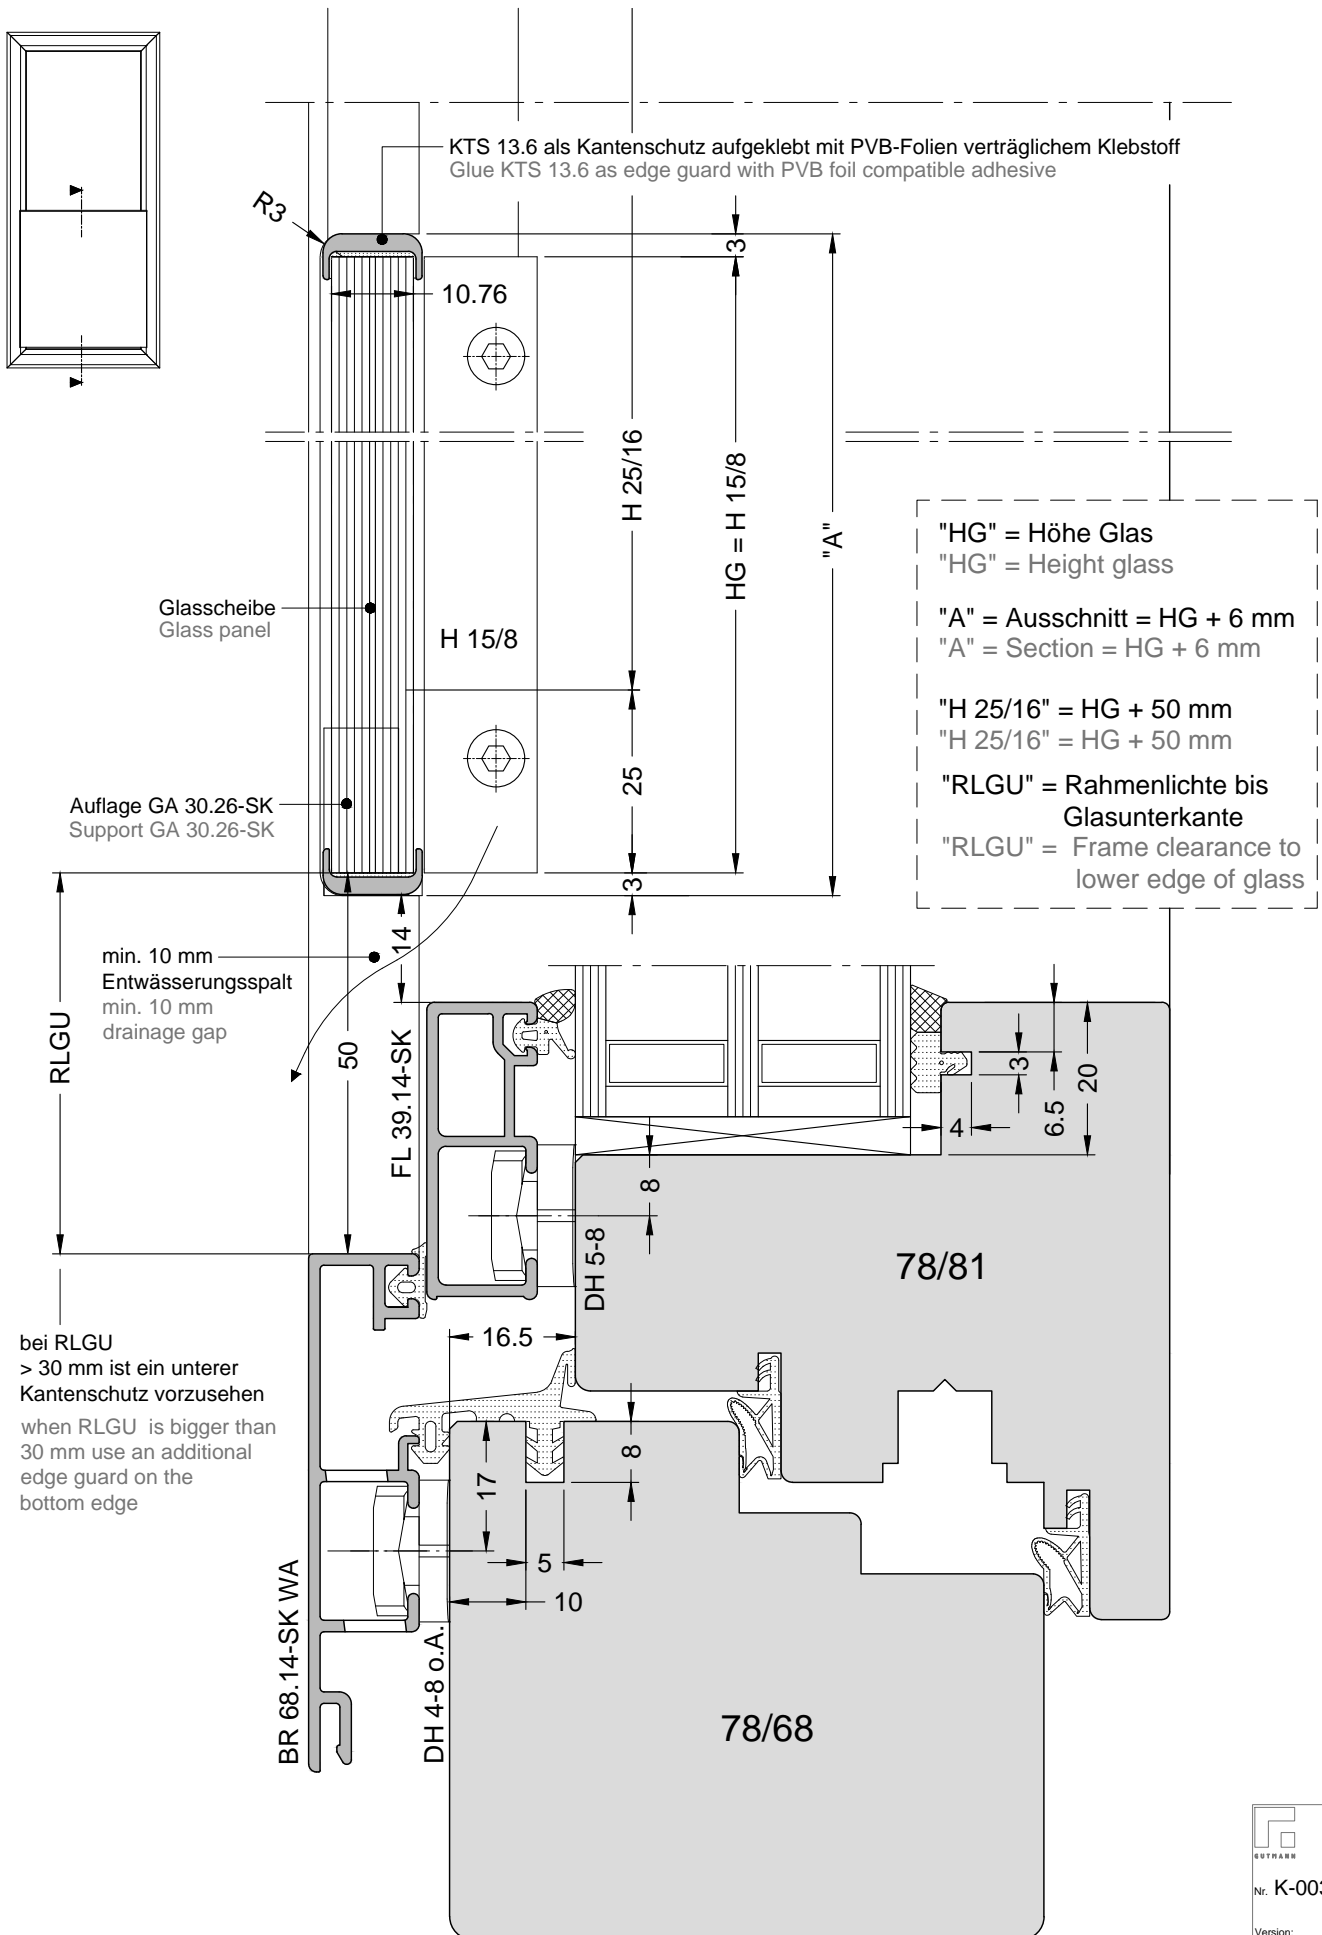 KTS 13.6 als Kantenschutz aufgeklebt mit PVB-Folien verträglichem Klebstoff
Glue KTS 13.6 as edge guard with PVB foil compatible adhesive
R3
3
10.76
H 25/16
HG = H 15/8
"A"
"HG" = Höhe Glas
"HG" = Height glass
"A" = Ausschnitt = HG + 6 mm
"A" = Section = HG + 6 mm
"H 25/16" = HG + 50 mm
"H 25/16" = HG + 50 mm
"RLGU" = Rahmenlichte bis
Glasunterkante
"RLGU" = Frame clearance to
lower edge of glass
Glasscheibe
Glass panel
H 15/8
25
Auflage GA 30.26-SK
Support GA 30.26-SK
3
14
min. 10 mm
Entwässerungsspalt
min. 10 mm
drainage gap
RLGU
50
FL 39.14-SK
3
6.5
20
4
8
DH 5-8
78/81
16.5
bei RLGU
> 30 mm ist ein unterer
Kantenschutz vorzusehen
when RLGU is bigger than
30 mm use an additional
edge guard on the
bottom edge
8
17
5
10
BR 68.14-SK WA
DH 4-8 o.A.
78/68
GUTMANN
Nr. K-003
Version: